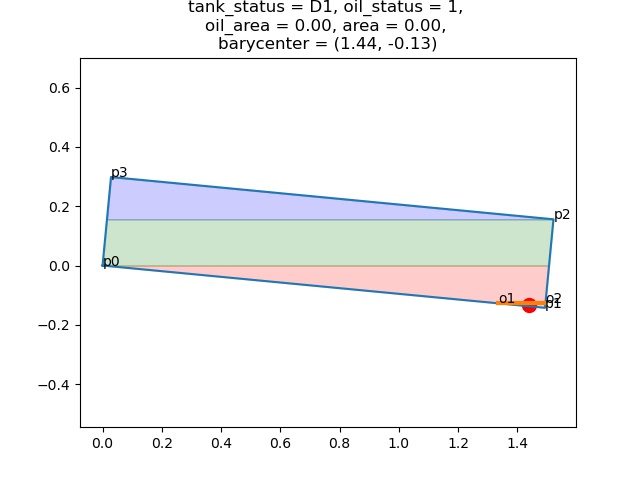 tank_status = D1, oil_status = 1,
oil_area = 0.00, area = 0.00,
barycenter = (1.44, -0.13)
0.6
0.4
p3
0.2
p2
p0
0.0
o1
o2
p1
−0.2
−0.4
0.0 0.2 0.4 0.6 0.8 1.0 1.2 1.4